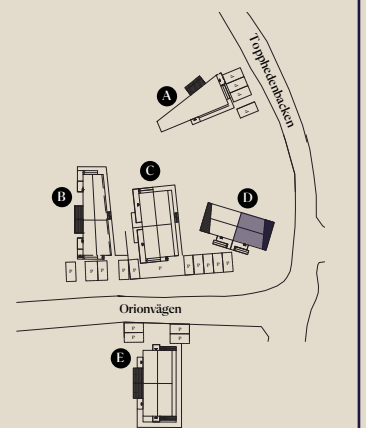 Topphedenbacken
A
C
B
D
P P P P P P P P P P P
Orionvägen
P P
P P
E